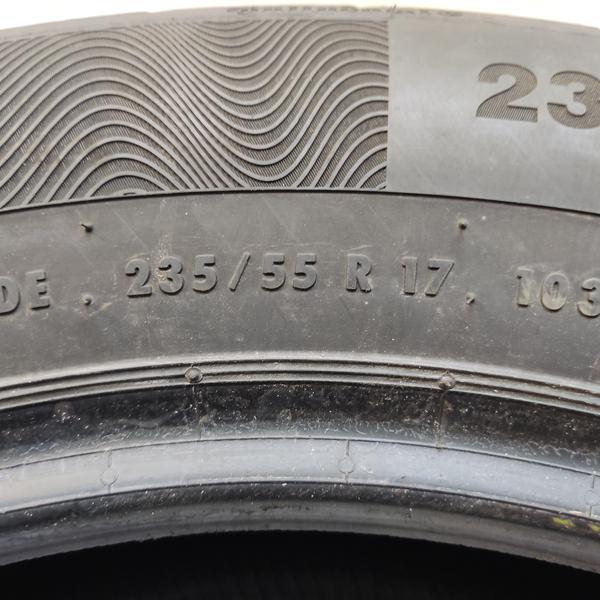 23
DE . 235/55 R 17 . 103